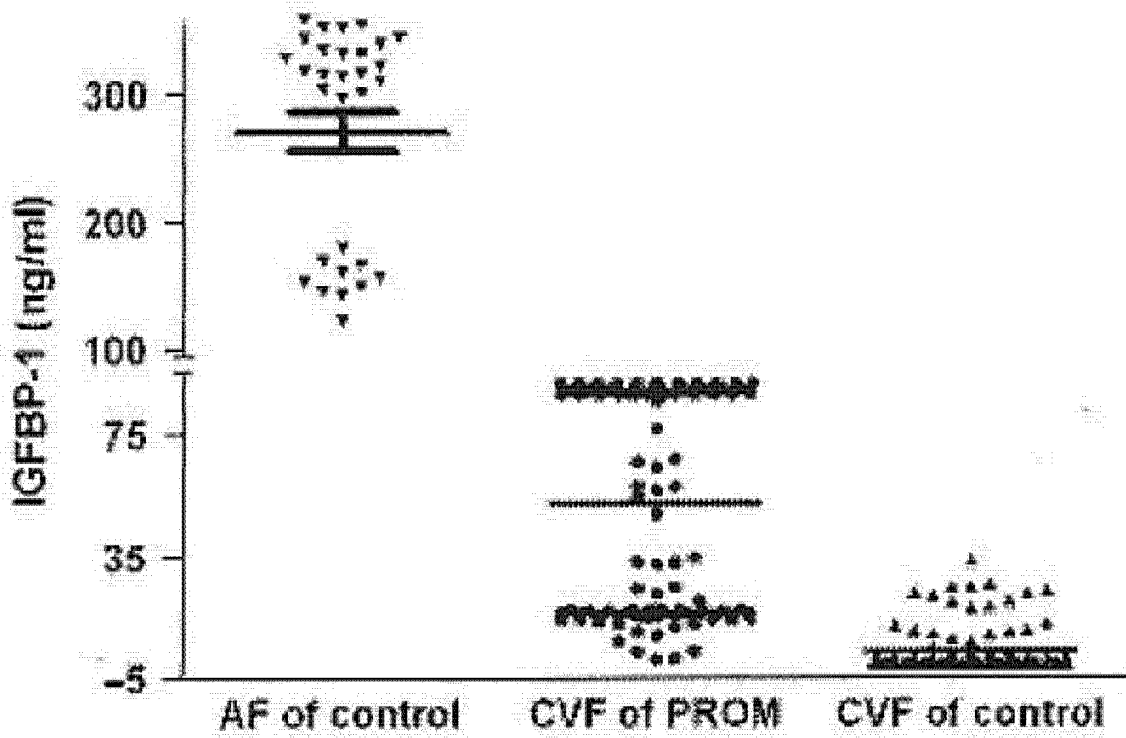 IGFBP-1 (ng/ml)
300
200
100
75
35
–5
AF of control
CVF of PROM
CVF of control